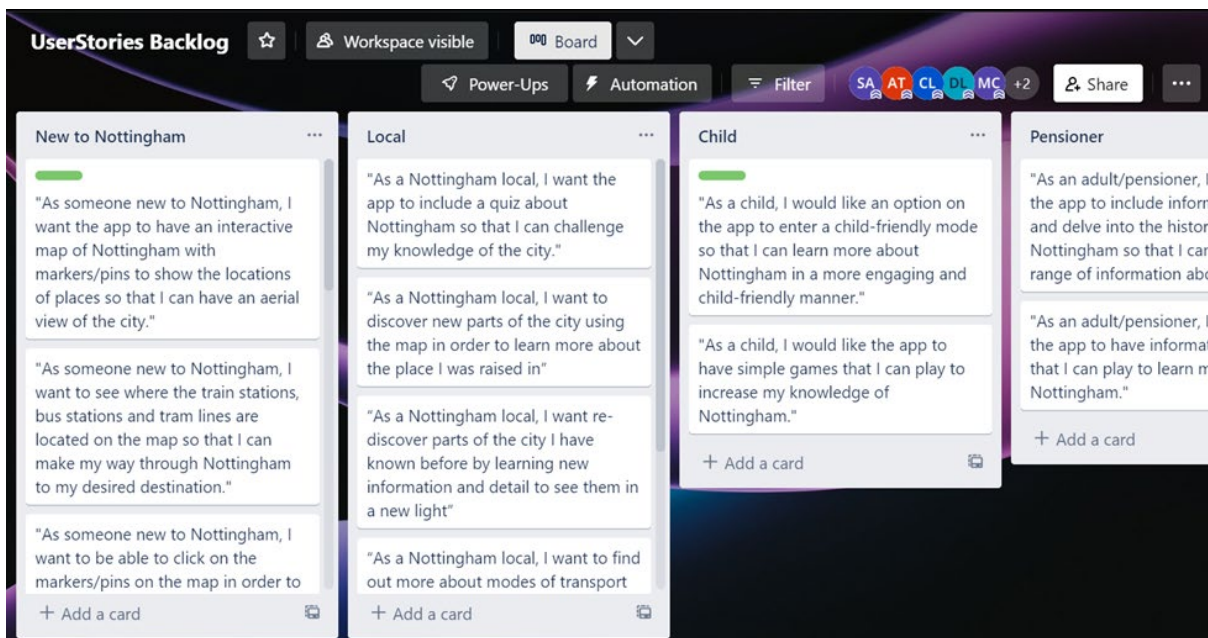 UserStories Backlog
Workspace visible
Board
Power-Ups
Automation
Filter
SA
AT
CL
DL
MC
+2
Share
New to Nottingham
"As someone new to Nottingham, I
want the app to have an interactive
map of Nottingham with
markers/pins to show the locations
of places so that I can have an aerial
view of the city."
"As someone new to Nottingham, I
want to see where the train stations,
bus stations and tram lines are
located on the map so that I can
make my way through Nottingham
to my desired destination."
"As someone new to Nottingham, I
want to be able to click on the
markers/pins on the map in order to
+ Add a card
Local
"As a Nottingham local, I want the
app to include a quiz about
Nottingham so that I can challenge
my knowledge of the city."
"As a Nottingham local, I want to
discover new parts of the city using
the map in order to learn more about
the place I was raised in”
“As a Nottingham local, I want re-
discover parts of the city I have
known before by learning new
information and detail to see them in
a new light”
“As a Nottingham local, I want to find
out more about modes of transport
+ Add a card
Child
"As a child, I would like an option on
the app to enter a child-friendly mode
so that I can learn more about
Nottingham in a more engaging and
child-friendly manner."
"As a child, I would like the app to
have simple games that I can play to
increase my knowledge of
Nottingham."
+ Add a card
Pensioner
"As an adult/pensioner, I
the app to include inform
and delve into the histor
Nottingham so that I can
range of information abo
"As an adult/pensioner, I
the app to have informat
that I can play to learn m
Nottingham."
+ Add a card